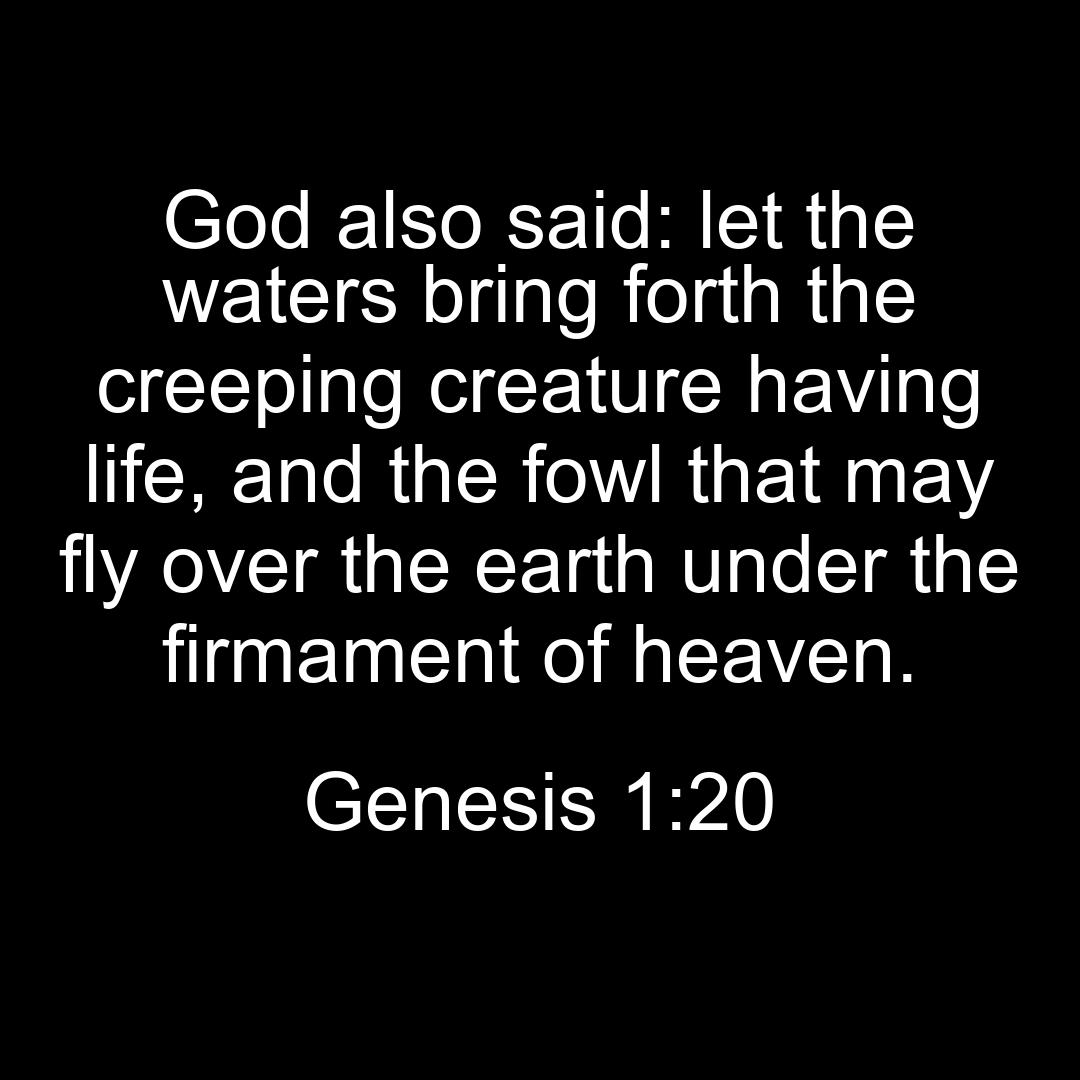 God also said: let the
waters bring forth the
creeping creature having
life, and the fowl that may
fly over the earth under the
firmament of heaven.
Genesis 1:20